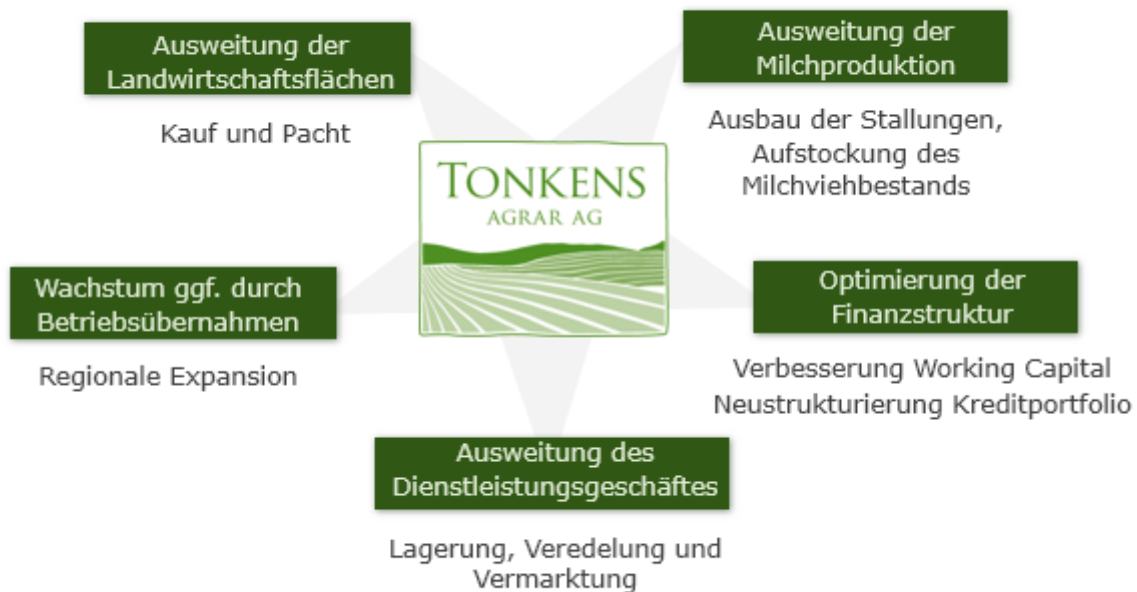 Ausweitung der
Landwirtschaftsflächen
Kauf und Pacht
Ausweitung der
Milchproduktion
Ausbau der Stallungen,
Aufstockung des
Milchviehbestands
TONKENS
AGRAR AG
Wachstum ggf. durch
Betriebsübernahmen
Regionale Expansion
Optimierung der
Finanzstruktur
Verbesserung Working Capital
Neustrukturierung Kreditportfolio
Ausweitung des
Dienstleistungsgeschäftes
Lagerung, Veredelung und
Vermarktung